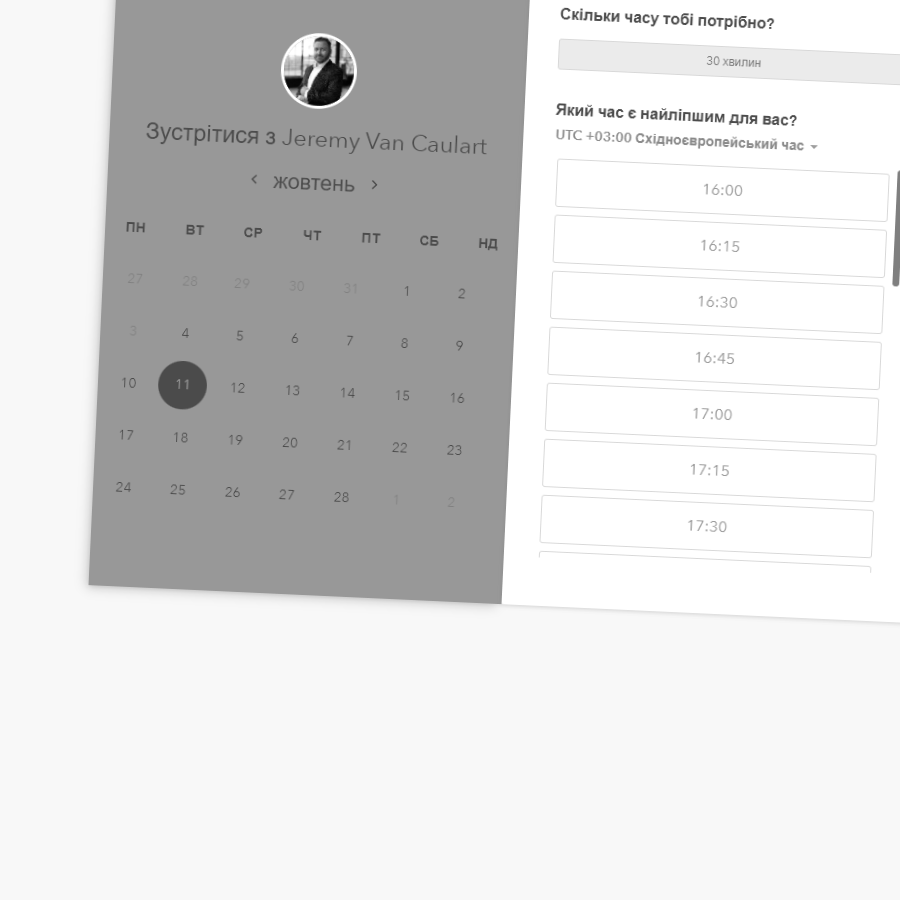 Зустрітися з Jeremy Van Caulart
жовтень
ПН ВТ СР ЧТ ПТ СБ НД
27 28 29 30 31 1 2
3 4 5 6 7 8 9
10 11 12 13 14 15 16
17 18 19 20 21 22 23
24 25 26 27 28 1 2
Скільки часу тобі потрібно?
30 хвилин
Який час є найліпшим для вас?
UTC +03:00 Східноєвропейський час
16:00
16:15
16:30
16:45
17:00
17:15
17:30